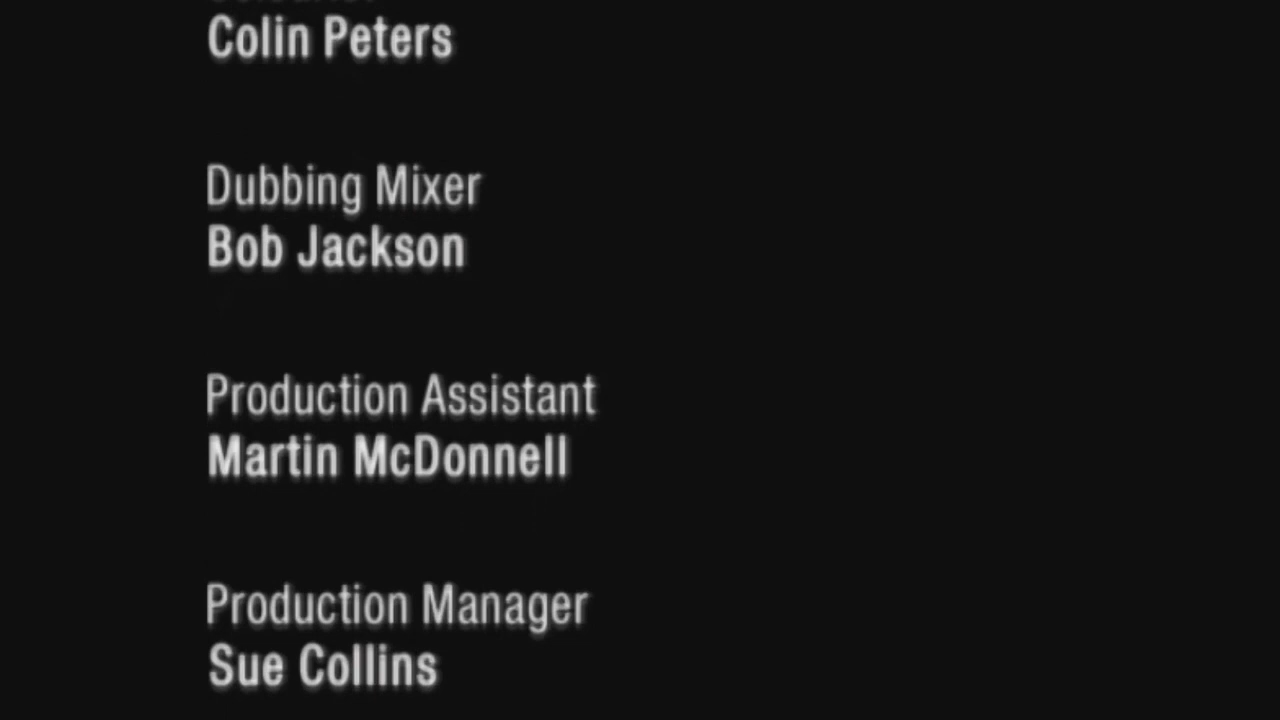 Colin Peters
Dubbing Mixer
Bob Jackson
Production Assistant
Martin McDonnell
Production Manager
Sue Collins